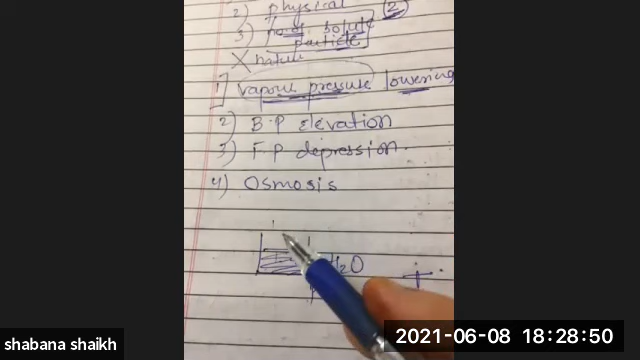 2) physical (2)
3) no. of solute
particle
X nature
1] vapour pressure lowering
2) B.P elevation
3) F.P depression.
4) Osmosis
H2O
shabana shaikh
2021-06-08 18:28:50